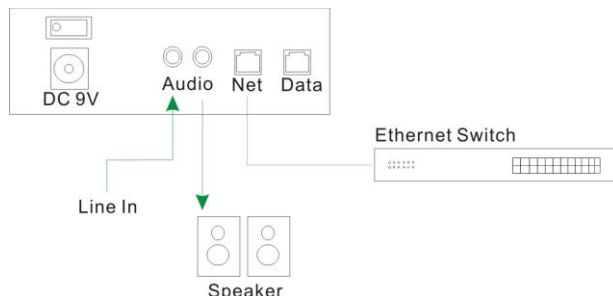 DC 9V
Audio
Net
Data
Ethernet Switch
Line In
Speaker